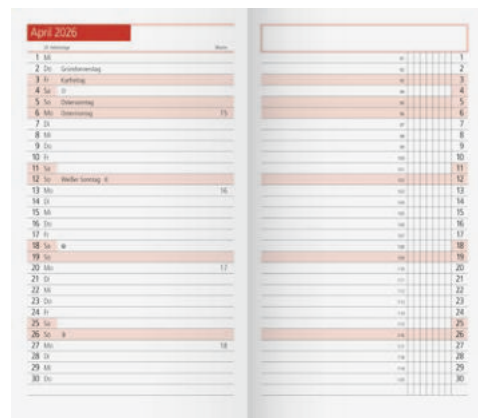 April 2026
Woche
1 Mi
2 Do Gründonnerstag
3 Fr Karfreitag
4 Sa
5 So Ostersonntag
6 Mo Ostermontag 15
7 Di
8 Mi
9 Do
10 Fr
11 Sa
12 So Weißer Sonntag
13 Mo 16
14 Di
15 Mi
16 Do
17 Fr
18 Sa
19 So
20 Mo 17
21 Di
22 Mi
23 Do
24 Fr
25 Sa
26 So
27 Mo 18
28 Di
29 Mi
30 Do
1
2
3
4
5
6
7
8
9
10
11
12
13
14
15
16
17
18
19
20
21
22
23
24
25
26
27
28
29
30